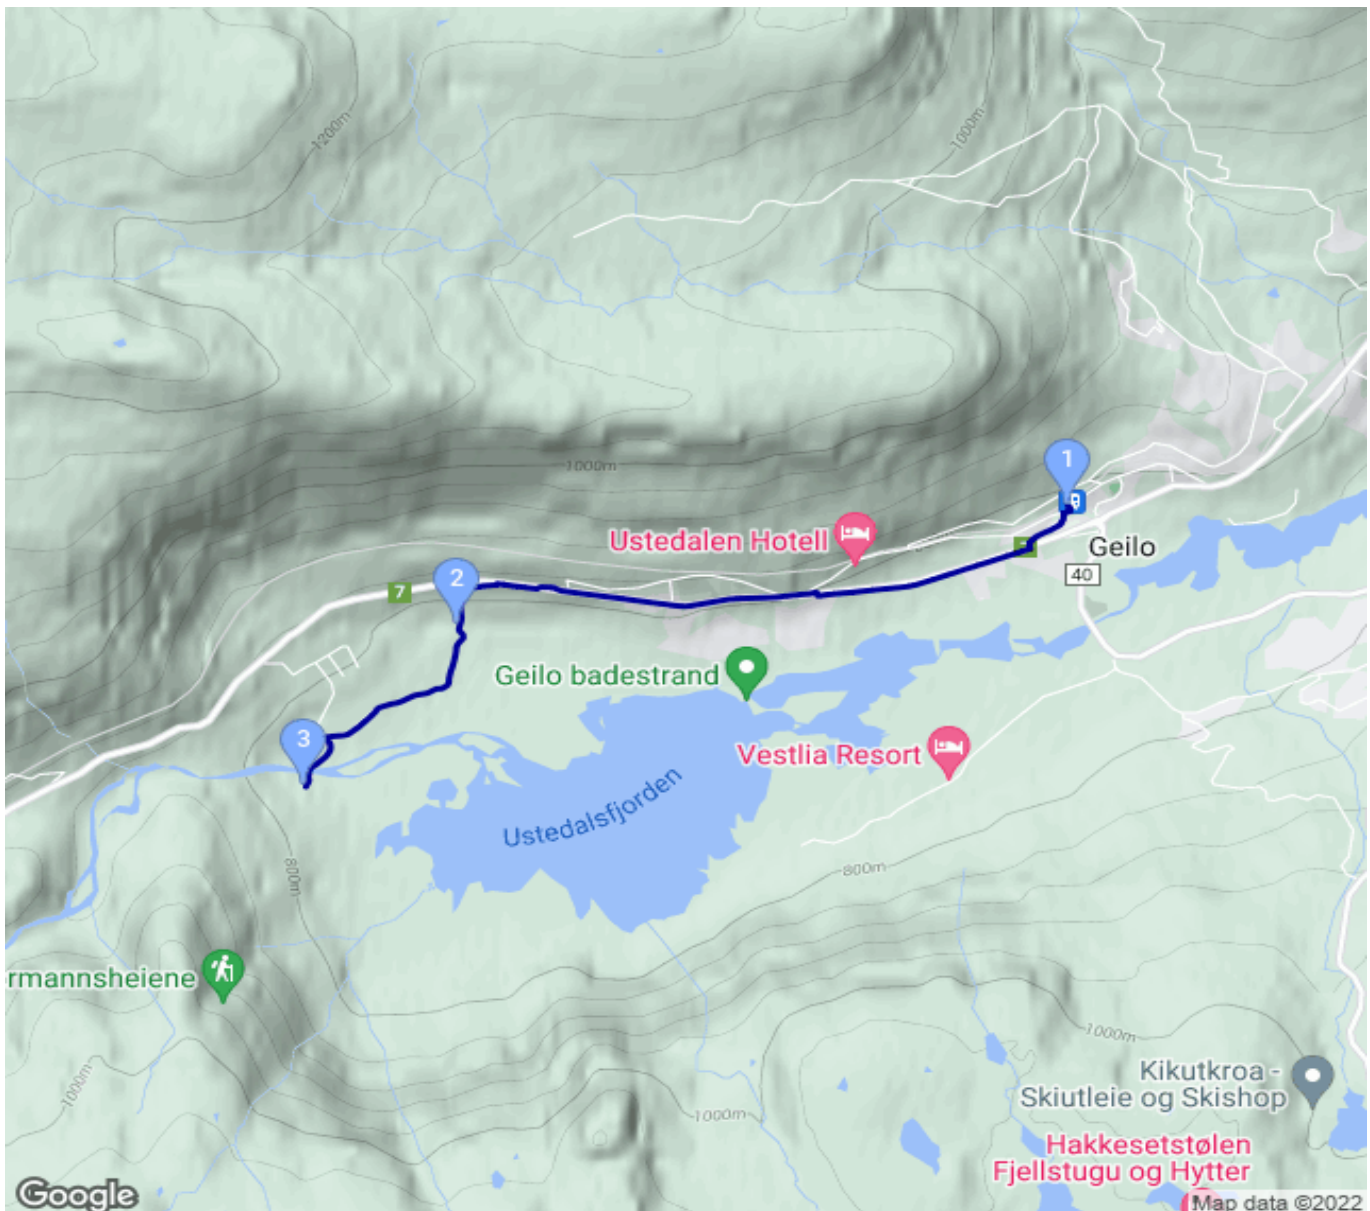 1200m
1000m
1
1000m
Ustedalen Hotell
7
Geilo
40
2
7
Geilo badestrand
3
Vestlia Resort
Ustedalsfjorden
800m
800m
rmannsheiene
1000m
1000m
1000m
Kikutkroa -
Skiutleie og Skishop
Hakkesetstølen
Fjellstugu og Hytter
Google
Map data ©2022